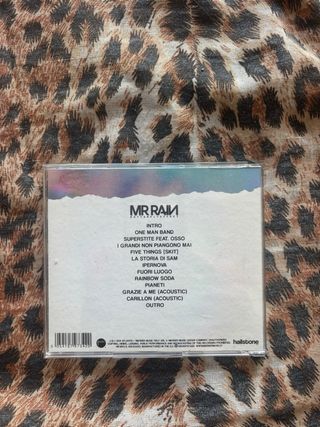 MR RAIN
INTRO
ONE MAN BAND
SUPERSTITE FEAT. OSSO
I GRANDI NON PIANGONO MAI
FIVE THINGS [SKIT]
LA STORIA DI SAM
IPERNOVA
FUORI LUOGO
RAINBOW SODA
PIANETI
GRAZIE A ME (ACOUSTIC)
CARILLON (ACOUSTIC)
OUTRO
hailstone